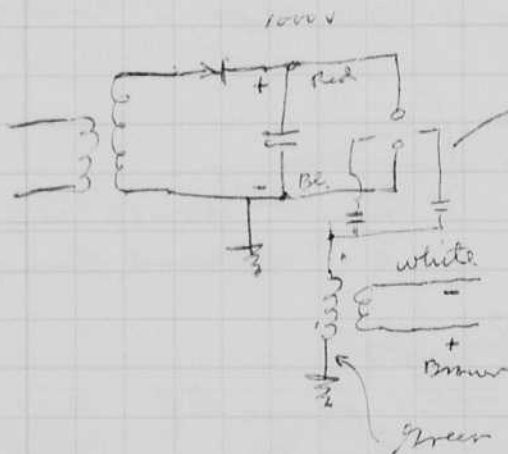 1000 v
+ Red
- Bl.
white
-
+
Brown
green